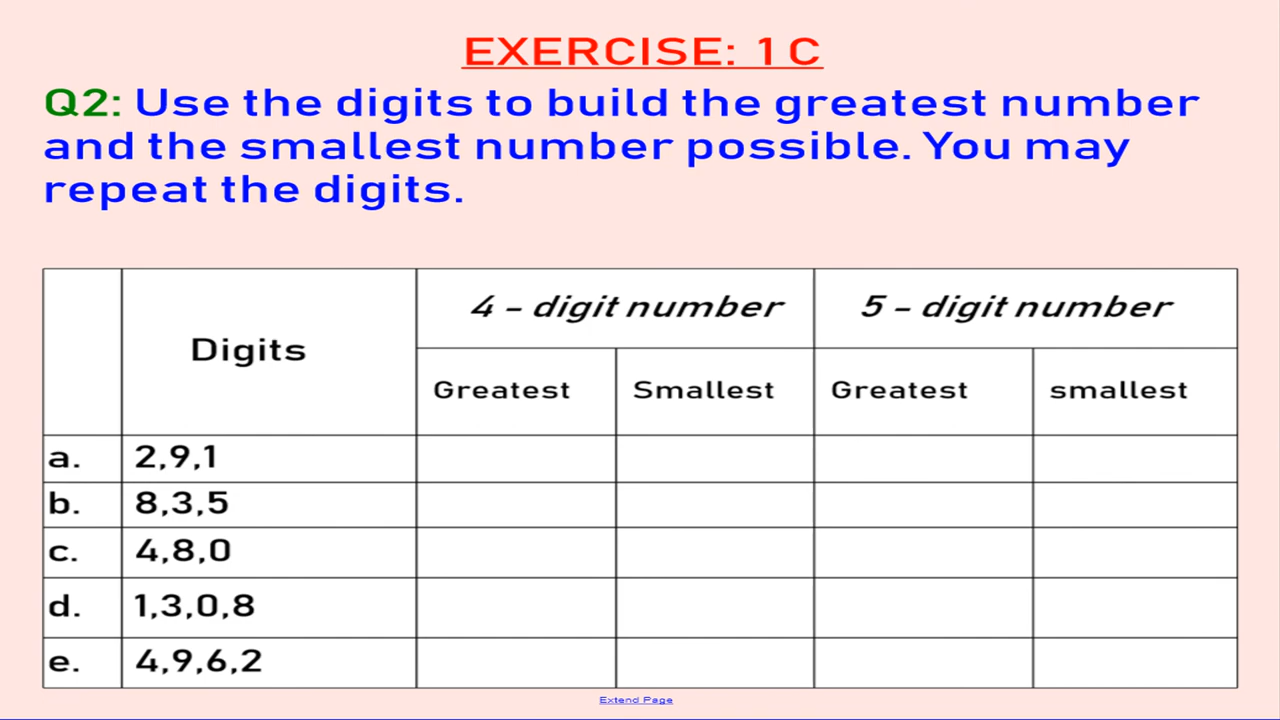 EXERCISE: 1 C
Q2: Use the digits to build the greatest number
and the smallest number possible. You may
repeat the digits.
Digits
4 – digit number
5 – digit number
Greatest
Smallest
Greatest
smallest
a. 2,9,1
b. 8,3,5
c. 4,8,0
d. 1,3,0,8
e. 4,9,6,2
Extend Page